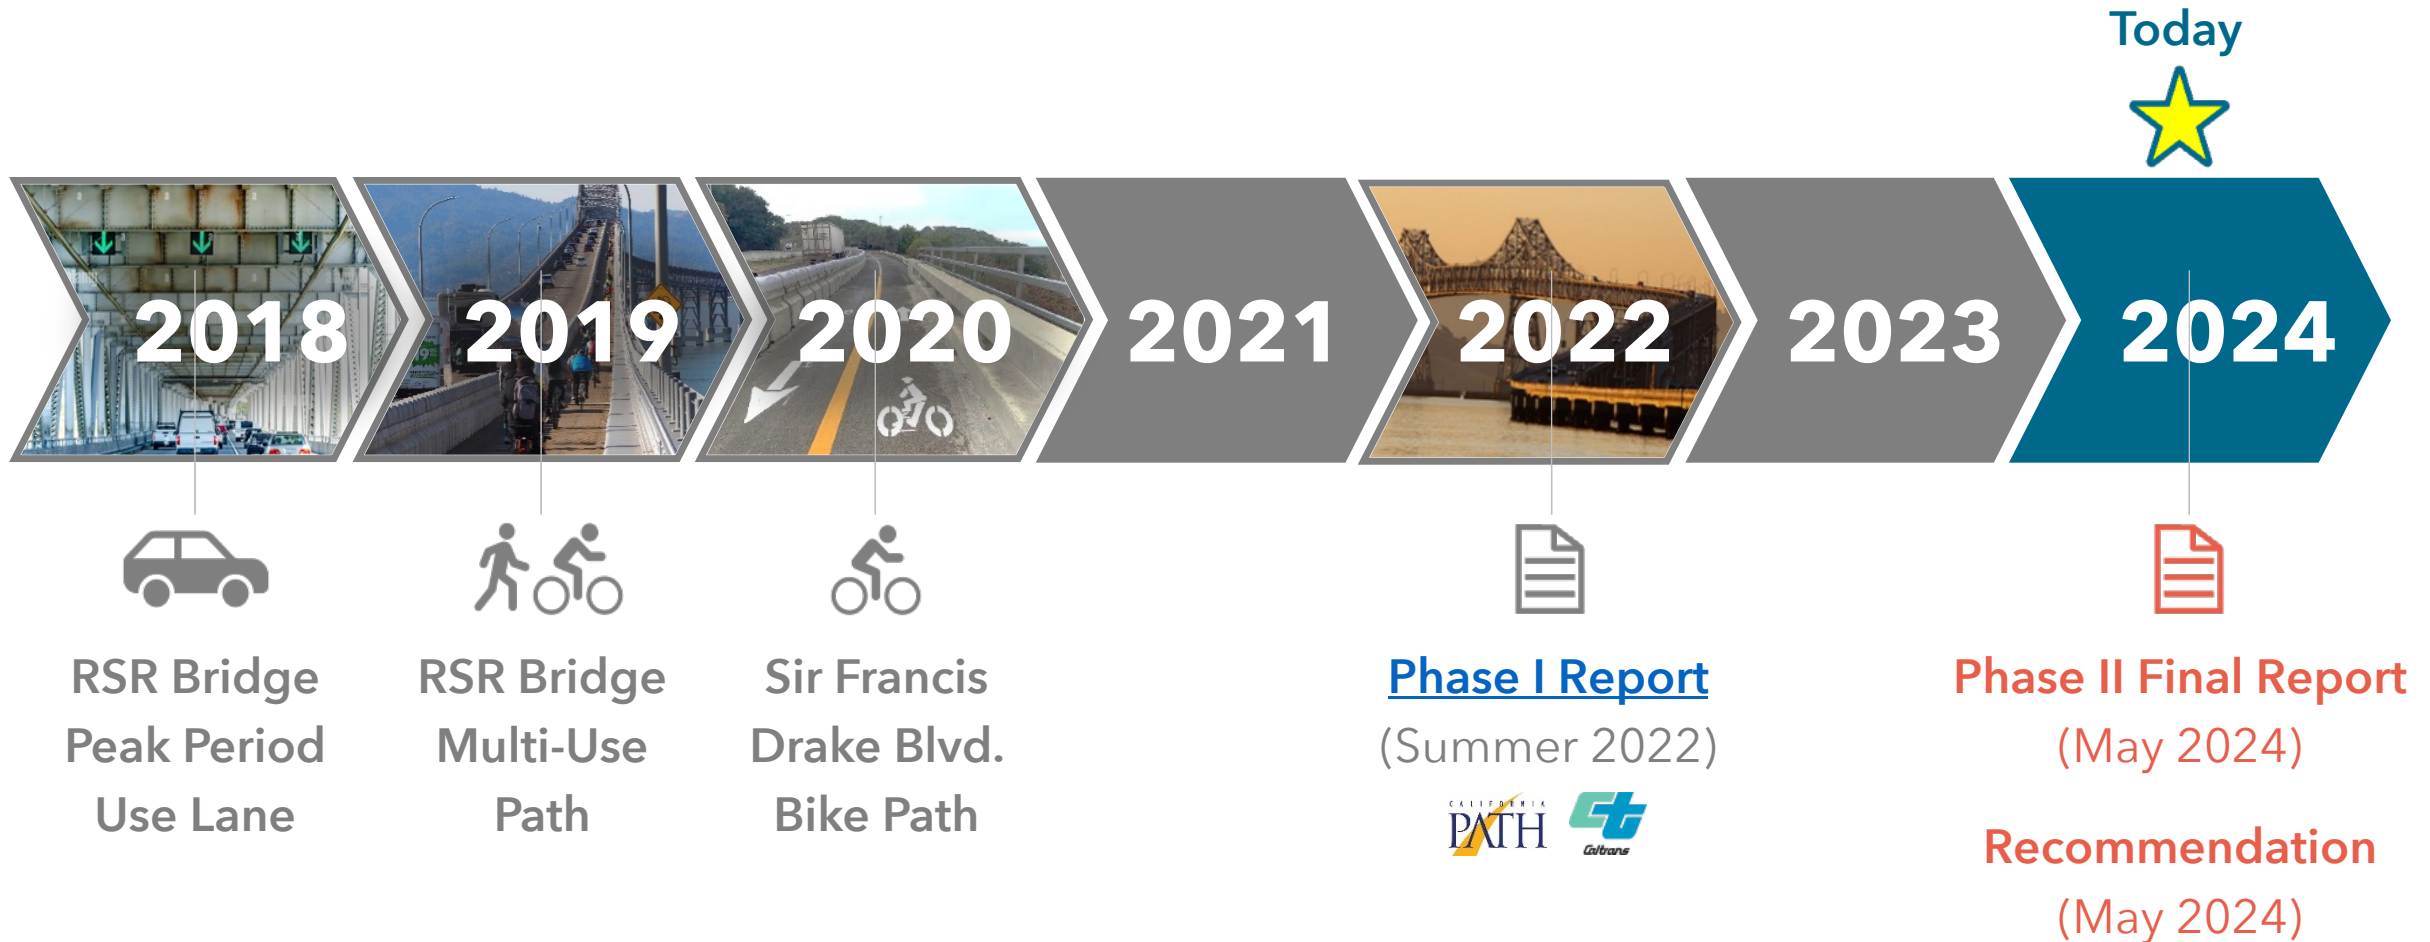 Today
2018
2019
2020
2021
2022
2023
2024
RSR Bridge
Peak Period
Use Lane
RSR Bridge
Multi-Use
Path
Sir Francis
Drake Blvd.
Bike Path
Phase I Report
(Summer 2022)
CALIFORNIA
PATH
Caltrans
Phase II Final Report
(May 2024)
Recommendation
(May 2024)